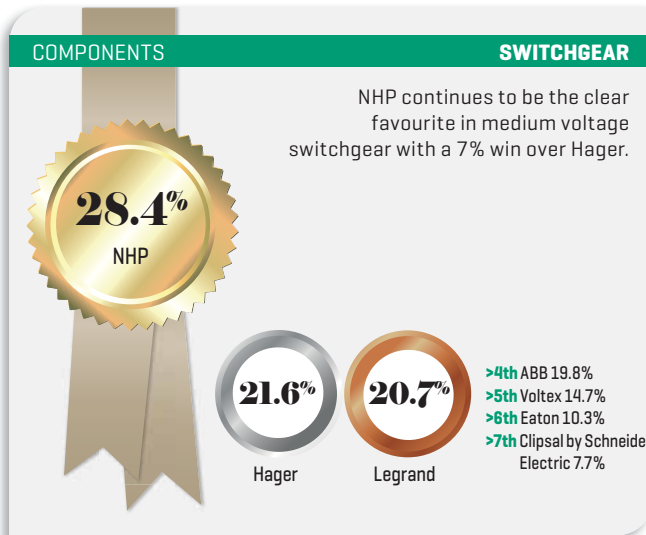 COMPONENTS
SWITCHGEAR
NHP continues to be the clear
favourite in medium voltage
switchgear with a 7% win over Hager.
28.4%
NHP
21.6%
Hager
20.7%
Legrand
>4th ABB 19.8%
>5th Voltex 14.7%
>6th Eaton 10.3%
>7th Clipsal by Schneide
Electric 7.7%